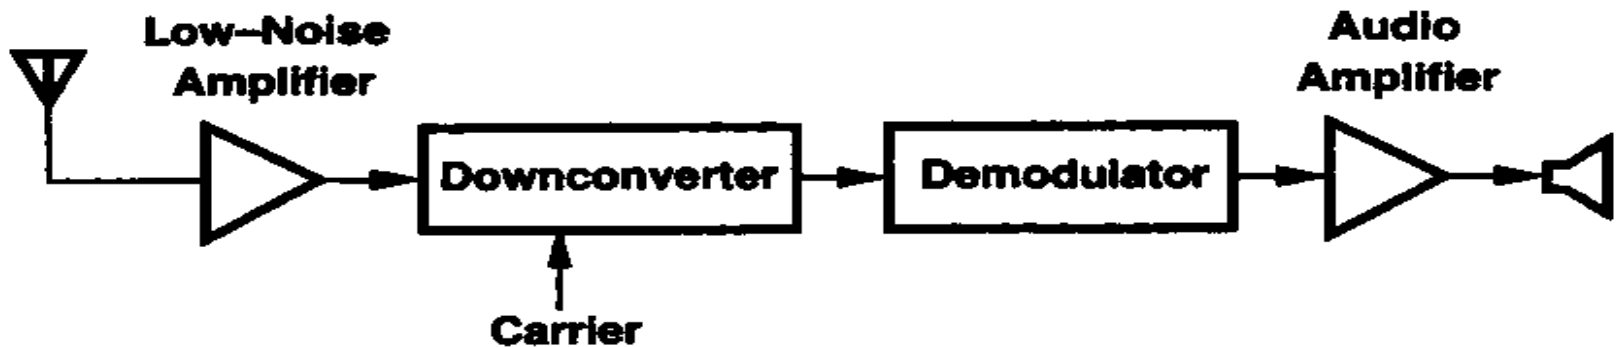 Low-Noise
Amplifier
Downconverter
Carrier
Demodulator
Audio
Amplifier